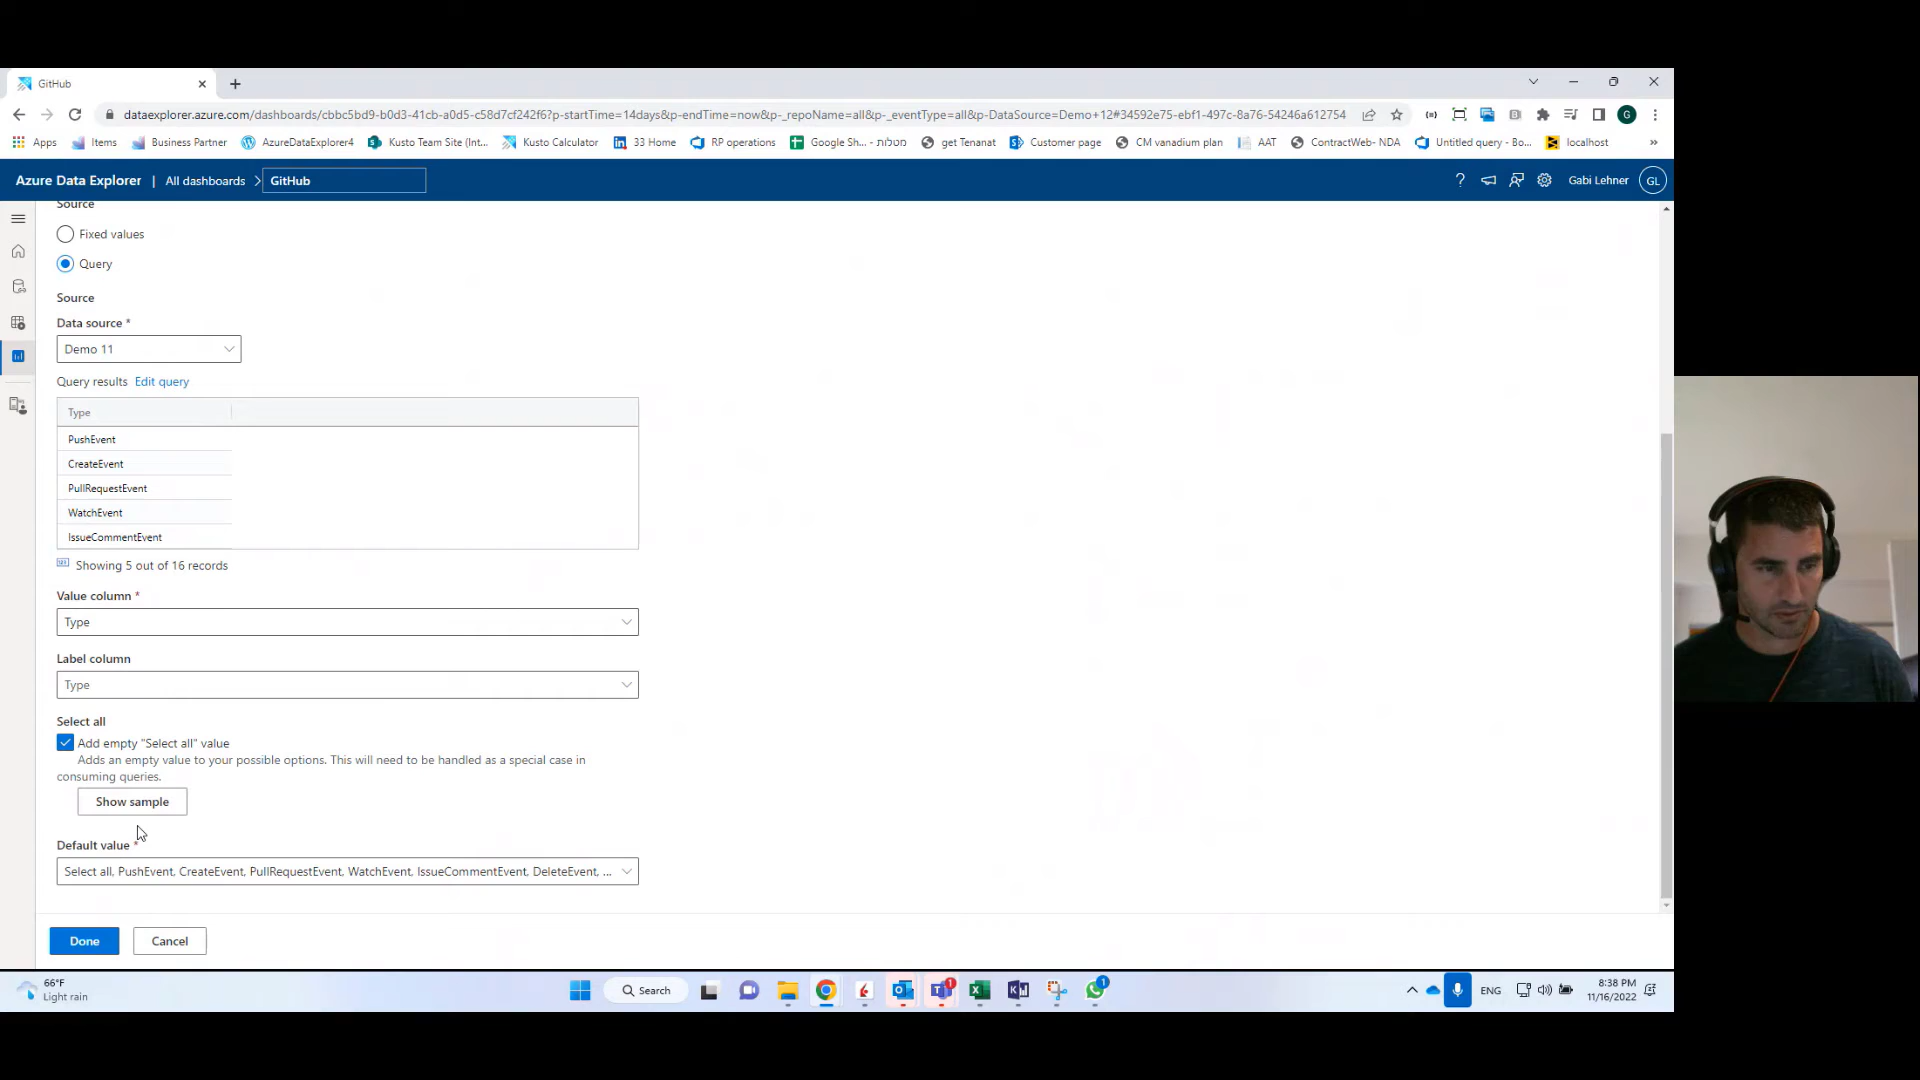 GitHub
dataexplorer.azure.com/dashboards/cbbc5bd9-b0d3-41cb-a0d5-c58d7cf242f6?p-startTime=14days&p-endTime=now&p-_repoName=all&p-_eventType=all&p-DataSource=Demo+12#34592e75-ebf1-497c-8a76-54246a612754
G
Apps Items Business Partner AzureDataExplorer4 Kusto Team Site (Int... Kusto Calculator 33 Home RP operations Google Sh... - מטלות get Tenanat Customer page CM vanadium plan AAT ContractWeb- NDA Untitled query - Bo... localhost »
Azure Data Explorer | All dashboards > GitHub ? Gabi Lehner GL
Source
Fixed values
Query
Source
Data source *
Demo 11
Query results Edit query
Type
PushEvent
CreateEvent
PullRequestEvent
WatchEvent
IssueCommentEvent
Showing 5 out of 16 records
Value column *
Type
Label column
Type
Select all
Add empty "Select all" value
Adds an empty value to your possible options. This will need to be handled as a special case in
consuming queries.
Show sample
Default value *
Select all, PushEvent, CreateEvent, PullRequestEvent, WatchEvent, IssueCommentEvent, DeleteEvent, ...
Done Cancel
66°F
Light rain
Search
1
1
ENG
8:38 PM
11/16/2022